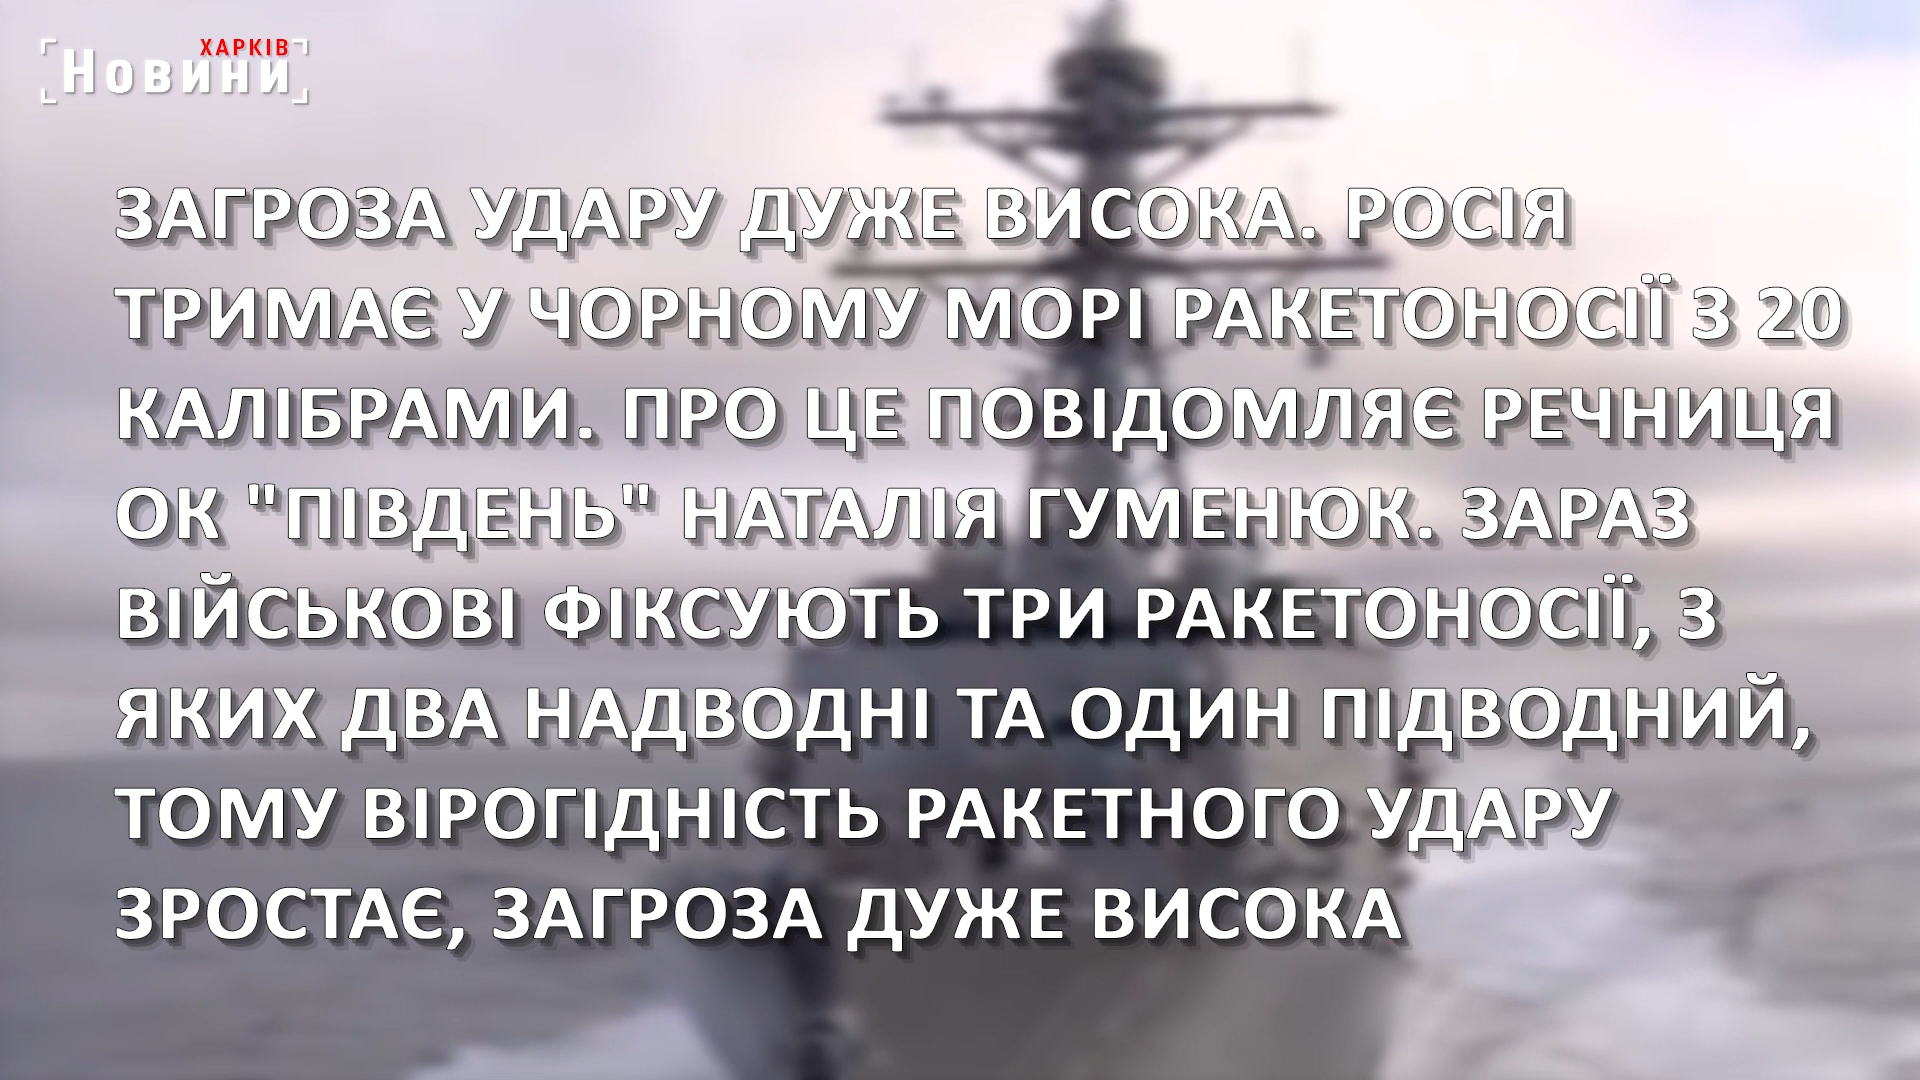 ХАРКІВ
Новини
ЗАГРОЗА УДАРУ ДУЖЕ ВИСОКА. РОСІЯ
ТРИМАЄ У ЧОРНОМУ МОРІ РАКЕТОНОСІЇ З 20
КАЛІБРАМИ. ПРО ЦЕ ПОВІДОМЛЯЄ РЕЧНИЦЯ
ОК "ПІВДЕНЬ" НАТАЛІЯ ГУМЕНЮК. ЗАРАЗ
ВІЙСЬКОВІ ФІКСУЮТЬ ТРИ РАКЕТОНОСІЇ, З
ЯКИХ ДВА НАДВОДНІ ТА ОДИН ПІДВОДНИЙ,
ТОМУ ВІРОГІДНІСТЬ РАКЕТНОГО УДАРУ
ЗРОСТАЄ, ЗАГРОЗА ДУЖЕ ВИСОКА